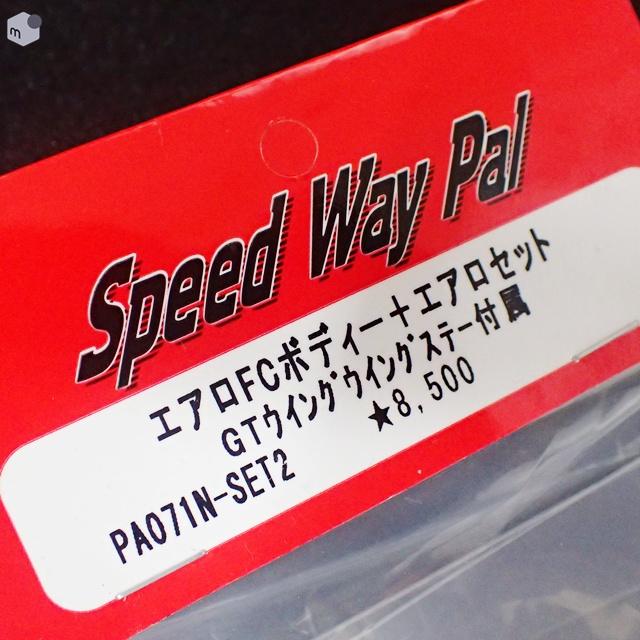 m
Speed Way Pal
エアロFCボディー+エアロセット
GTウイングウイングステー付属
★8,500
PA071N-SET2